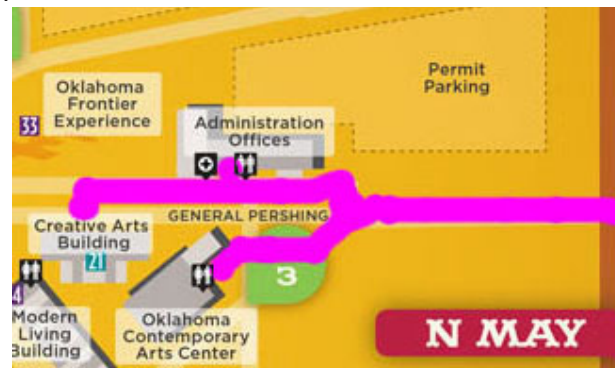 Permit
Parking
Oklahoma
Frontier
Experience
33
Administration
Offices
GENERAL PERSHING
Creative Arts
Building
21
3
4
Modern
Living
Building
Oklahoma
Contemporary
Arts Center
N MAY